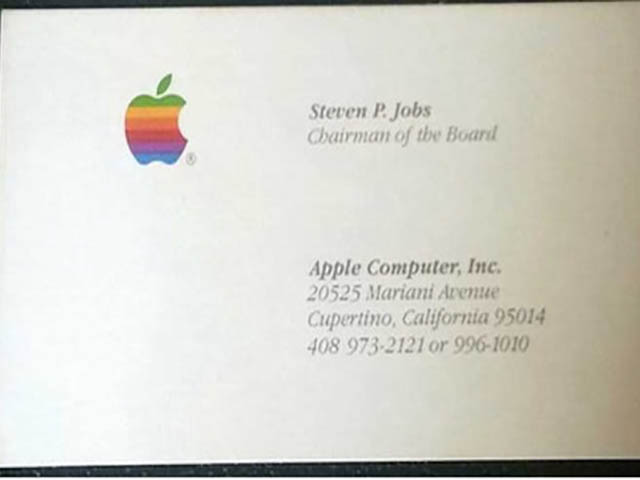 Steven P. Jobs
Chairman of the Board
Apple Computer, Inc.
20525 Mariani Avenue
Cupertino, California 95014
408 973-2121 or 996-1010
®